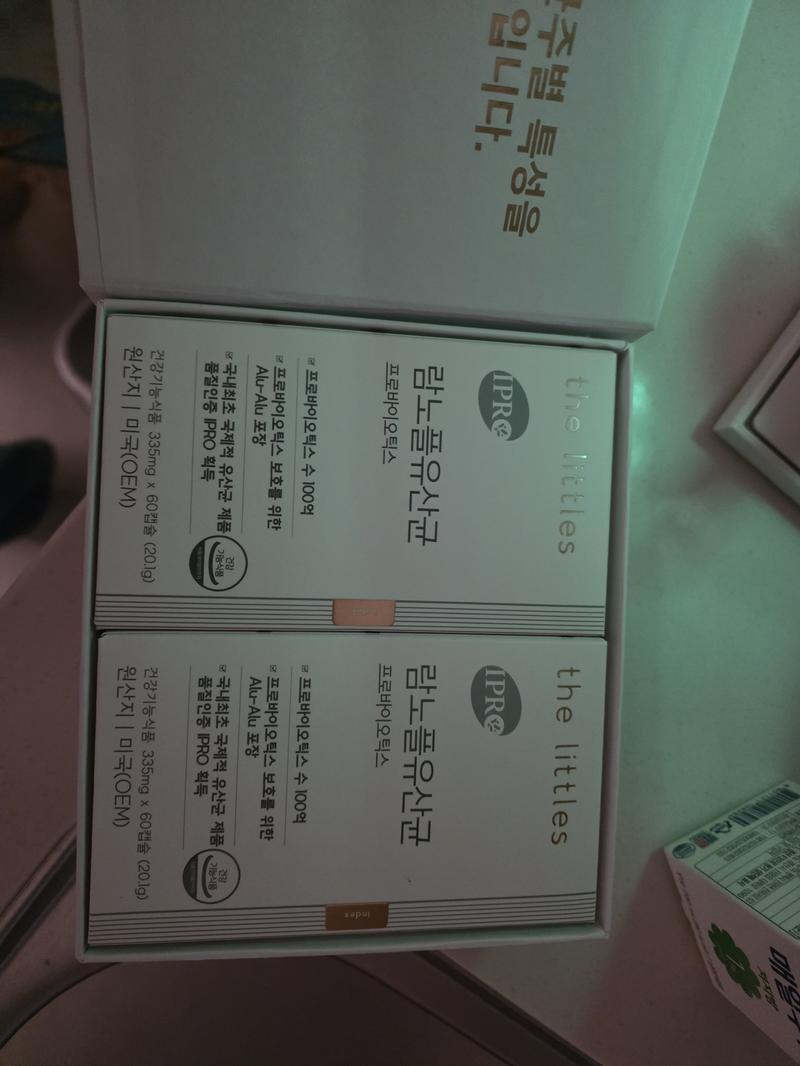 주별 특성을
입니다.
the littles
IPRO
람노플유산균
프로바이오틱스
프로바이오틱스 수 100억
프로바이오틱스 보호를 위한
Alu-Alu 포장
국내최초 국제적 유산균 제품
품질인증 IPRO 획득
건강기능식품 335mg x 60캡슐 (20.1g)
원산지 | 미국(OEM)
건강
기능식품
the littles
IPRO
람노플유산균
프로바이오틱스
프로바이오틱스 수 100억
프로바이오틱스 보호를 위한
Alu-Alu 포장
국내최초 국제적 유산균 제품
품질인증 IPRO 획득
건강기능식품 335mg x 60캡슐 (20.1g)
원산지 | 미국(OEM)
건강
기능식품
index
매일우
저지방